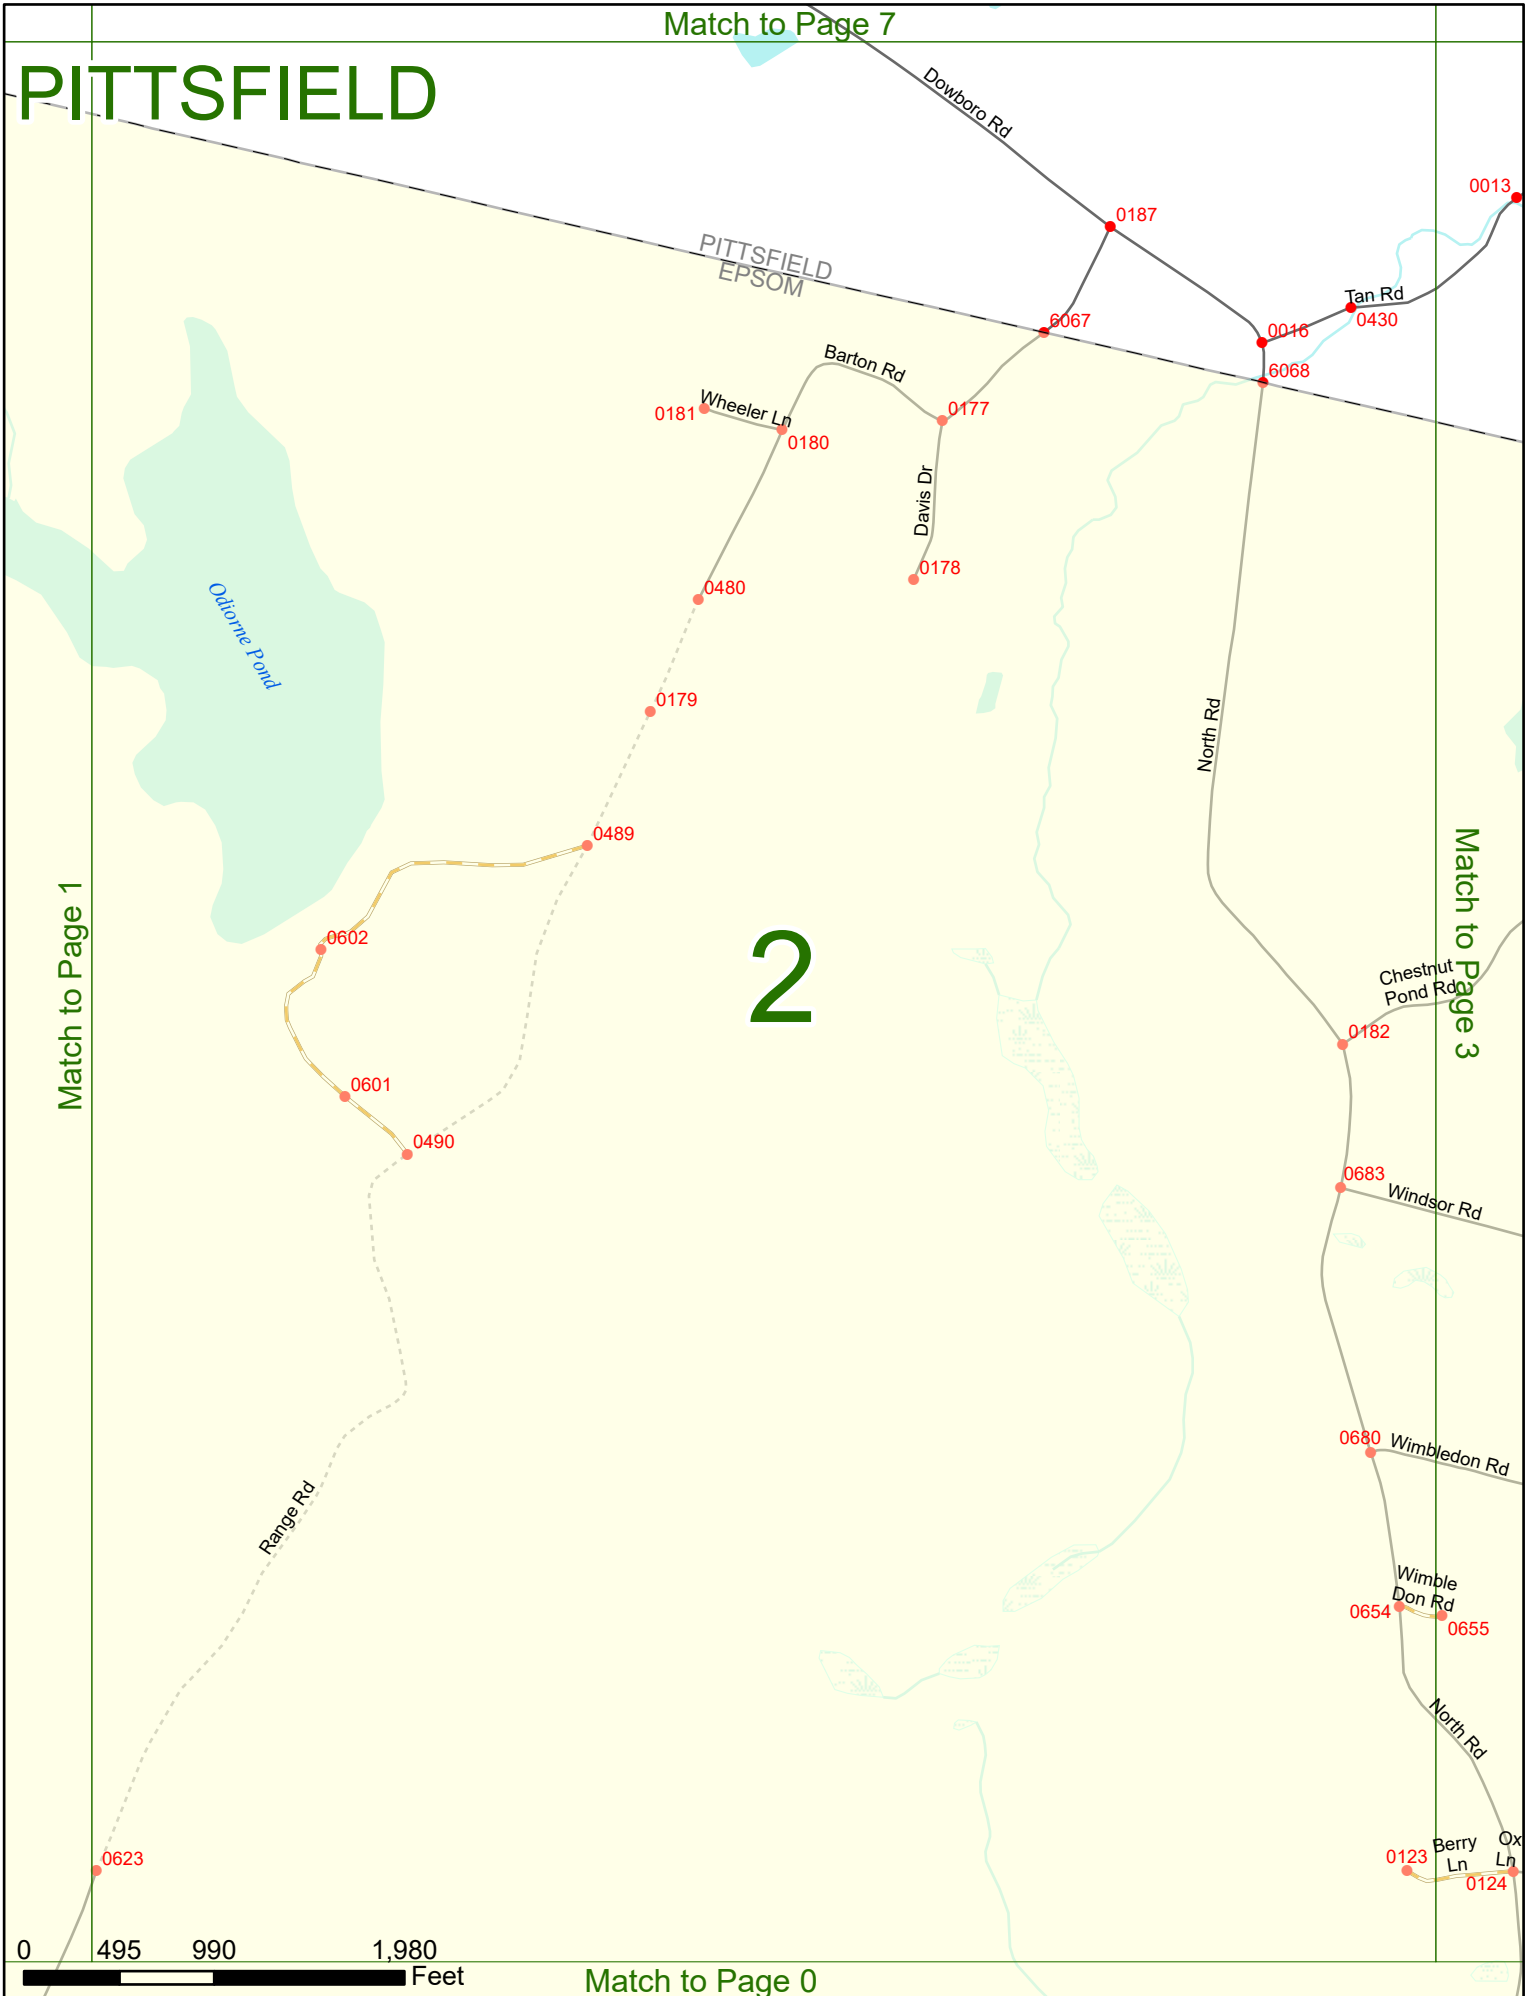 Match to Page 7
PITTSFIELD
Dowboro Rd
0013
0187
PITTSFIELD
EPSOM
Tan Rd
0430
6067
0016
6068
Barton Rd
Wheeler Ln
0181
0180
0177
Davis Dr
0178
0480
Odiorne Pond
0179
North Rd
0489
Match to Page 1
Match to Page 3
2
0602
Chestnut
Pond Rd
0182
0601
0490
0683
Windsor Rd
0680
Wimbledon Rd
Range Rd
Wimble
Don Rd
0654
0655
North Rd
0623
0123
Berry
Ln
Ox
Ln
0124
0 495 990 1,980
Feet
Match to Page 0